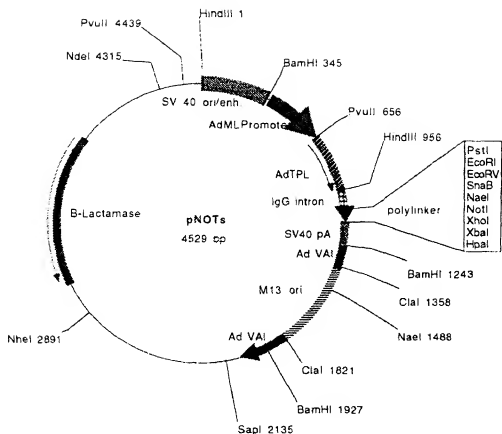 HindIII 1
PvuII 4439
BamHI 345
NdeI 4315
SV 40 ori/enh.
AdMLPromoter
PvuII 656
HindIII 956
AdTPL
IgG intron
PstI
EcoRI
EcoRV
SnaB
NaeI
NotI
XhoI
XbaI
HpaI
polylinker
B-Lactamase
pNOTs
4529 bp
SV40 pA
Ad VAI
BamHI 1243
ClaI 1358
M13 ori
NaeI 1488
NheI 2891
Ad VAI
ClaI 1821
BamHI 1927
SapI 2135